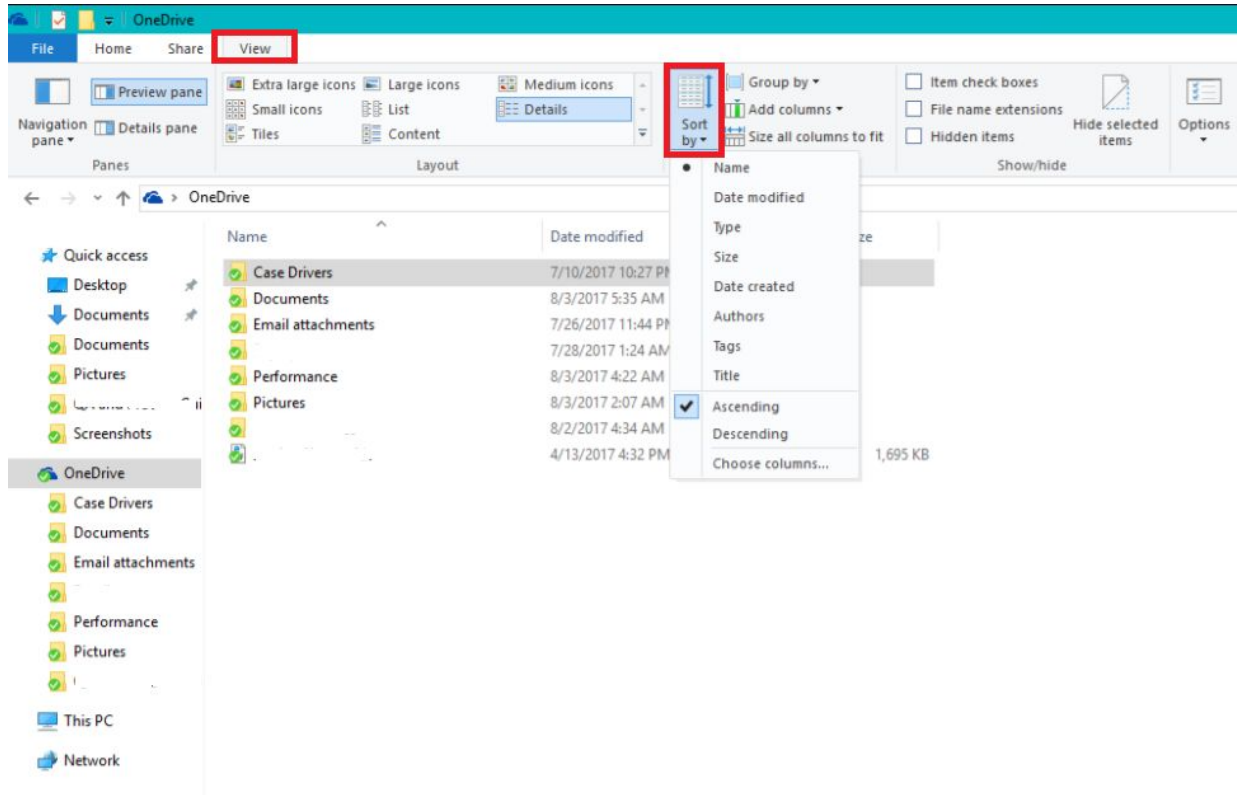 OneDrive
File Home Share View
Preview pane
Navigation pane
Details pane
Panes
Extra large icons Large icons Medium icons
Small icons List Details
Tiles Content
Layout
Sort by
Group by
Add columns
Size all columns to fit
Item check boxes
File name extensions
Hidden items
Hide selected items
Show/hide
Options
OneDrive
Name Date modified
Case Drivers 7/10/2017 10:27
Documents 8/3/2017 5:35 AM
Email attachments 7/26/2017 11:44
7/28/2017 1:24 AM
Performance 8/3/2017 4:22 AM
Pictures 8/3/2017 2:07 AM
8/2/2017 4:34 AM
4/13/2017 4:32 PM 1,695 KB
Name
Date modified
Type
Size
Date created
Authors
Tags
Title
Ascending
Descending
Choose columns...
Quick access
Desktop
Documents
Documents
Pictures
Screenshots
OneDrive
Case Drivers
Documents
Email attachments
Performance
Pictures
This PC
Network